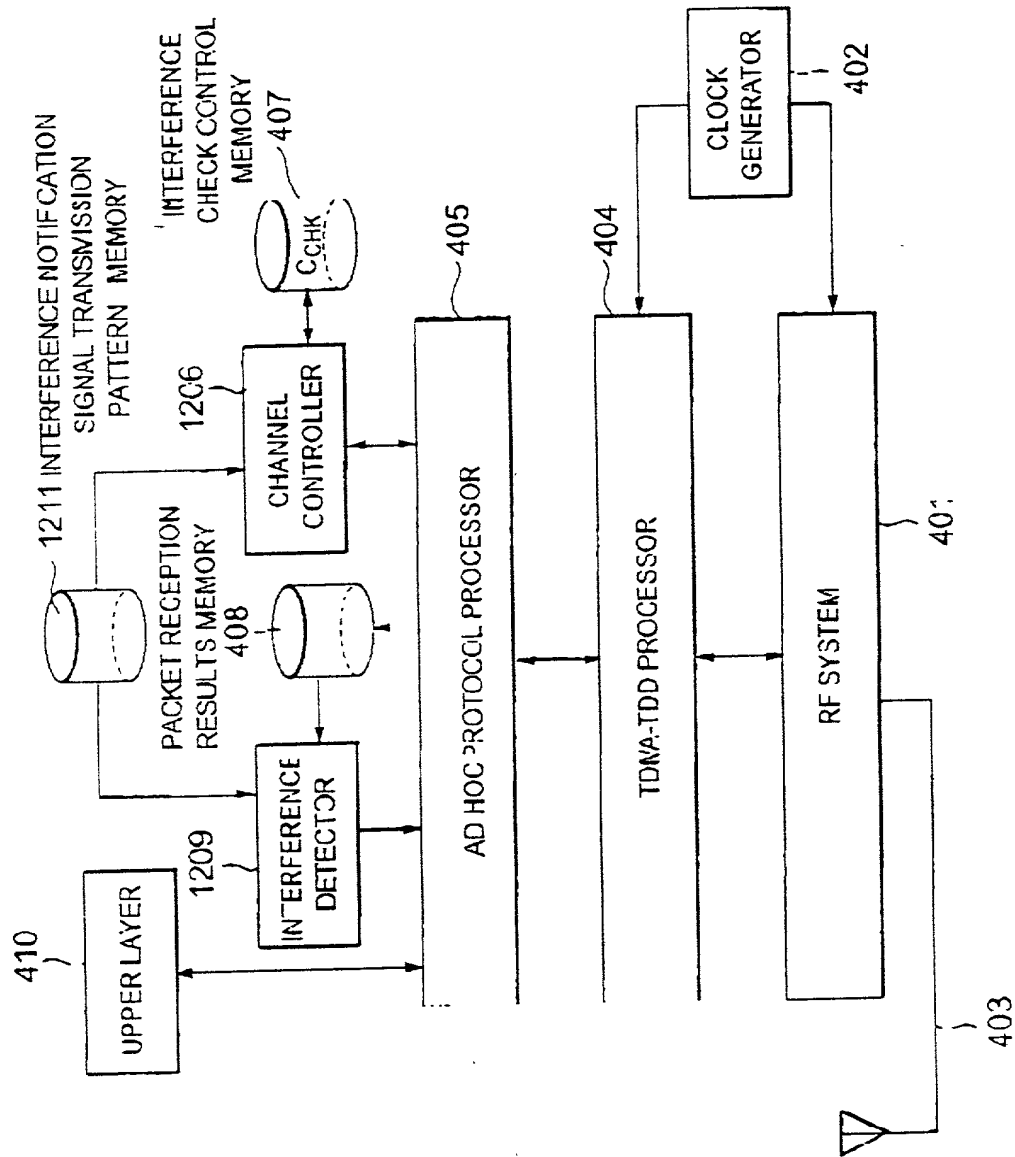 1211 INTERFERENCE NOTIFICATION
SIGNAL TRANSMISSION
PATTERN MEMORY
INTERFERENCE
CHECK CONTROL
MEMORY
407
CCHK
PACKET RECEPTION
RESULTS MEMORY
408
1206
CHANNEL
CONTROLLER
410
UPPER LAYER
1209
INTERFERENCE
DETECTOR
405
AD HOC PROTOCOL PROCESSOR
404
TDMA-TDD PROCESSOR
CLOCK
GENERATOR
402
RF SYSTEM
401
403